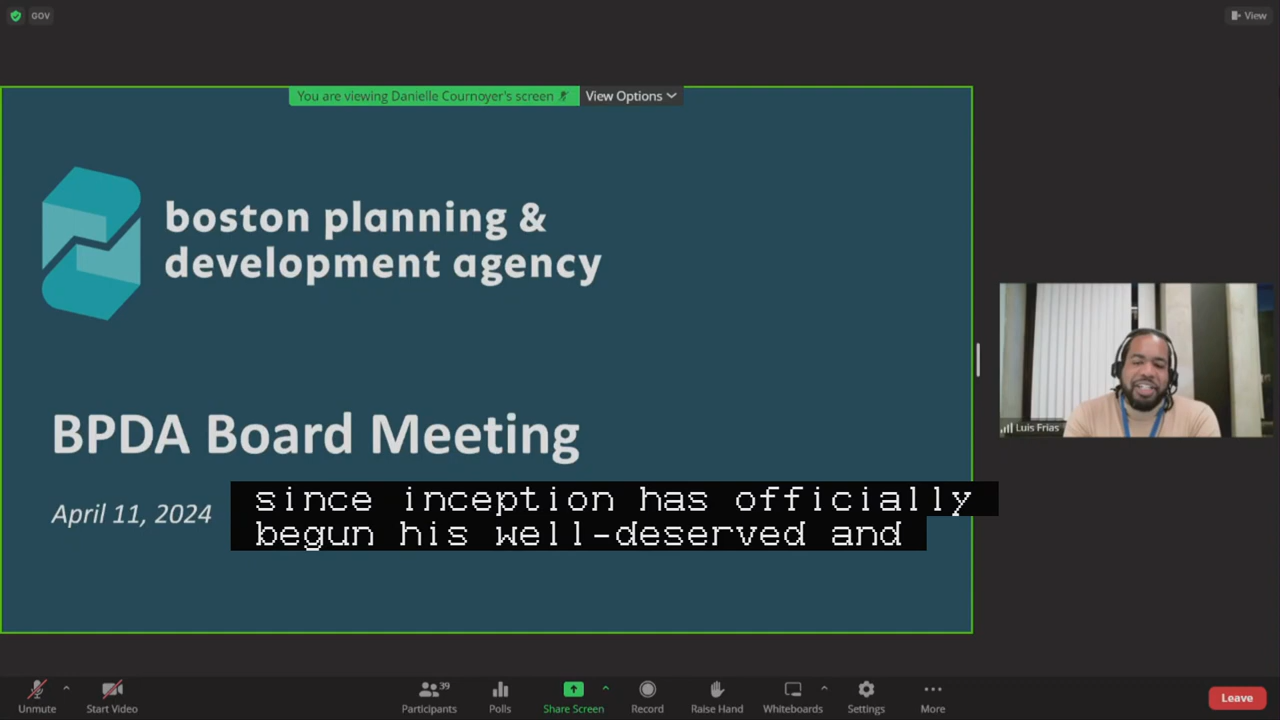 GOV
View
You are viewing Danielle Cournoyer's screen
View Options
boston planning &
development agency
BPDA Board Meeting
April 11, 2024
since inception has officially
begun his well-deserved and
Luis Frias
Unmute
Start Video
Participants
39
Polls
Share Screen
Record
Raise Hand
Whiteboards
Settings
More
Leave